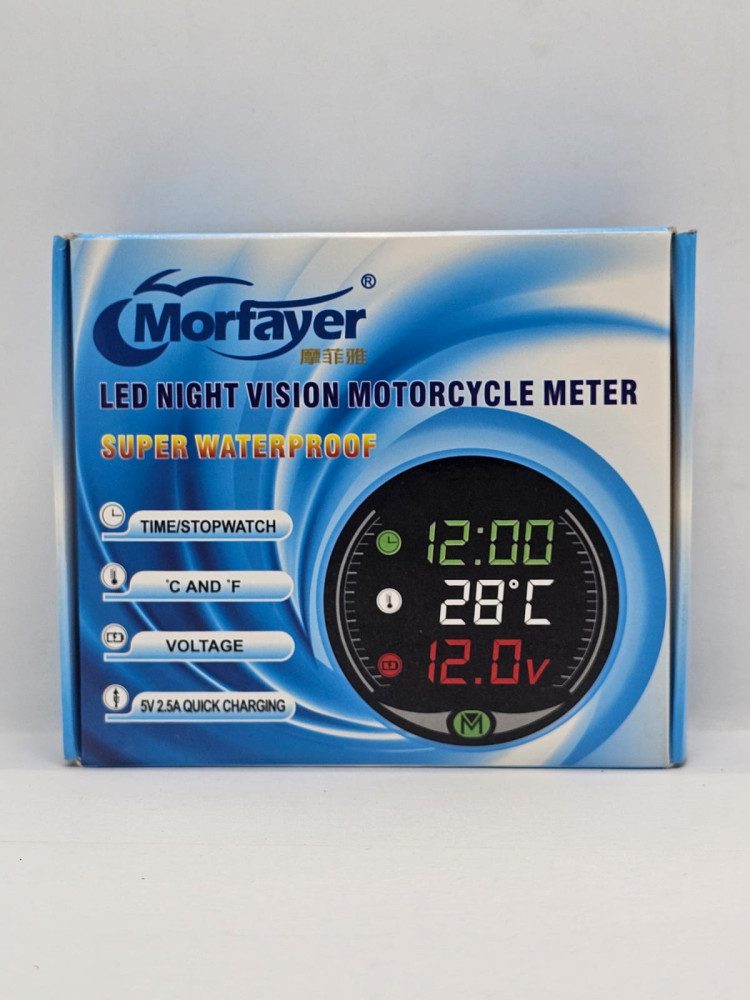 Morfayer®
摩菲雅
LED NIGHT VISION MOTORCYCLE METER
SUPER WATERPROOF
TIME/STOPWATCH
°C AND °F
VOLTAGE
5V 2.5A QUICK CHARGING
12:00
28°C
12.0v
M